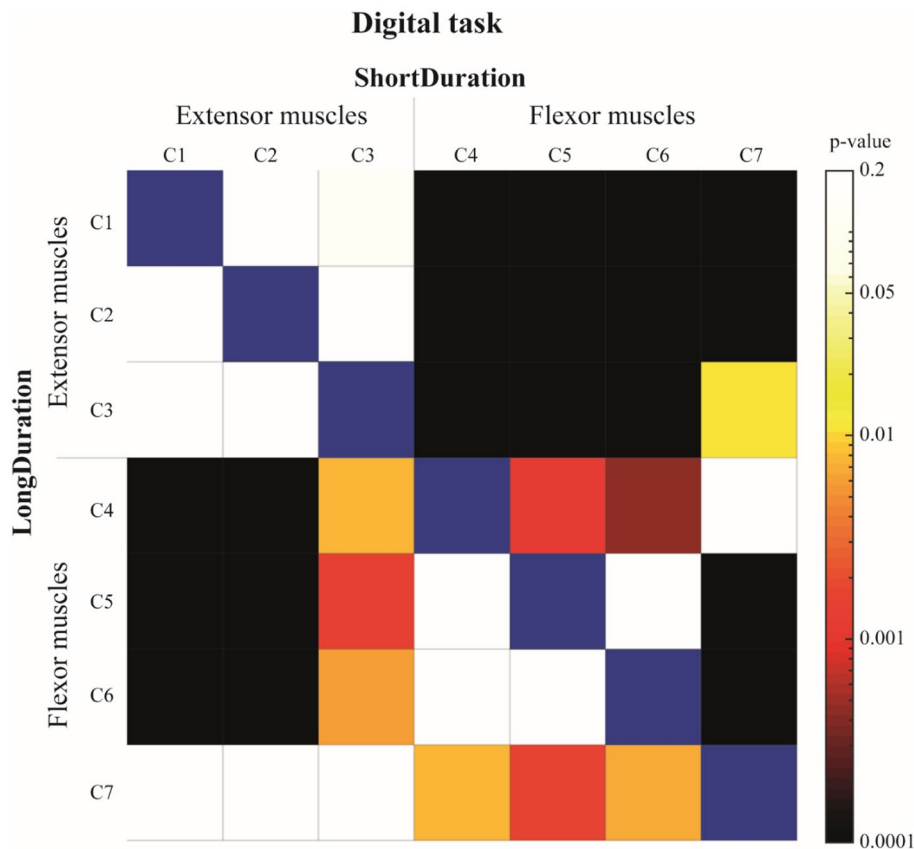 Digital task
ShortDuration
Extensor muscles Flexor muscles
C1 C2 C3 C4 C5 C6 C7
p-value
LongDuration
Extensor muscles
C1
C2
C3
Flexor muscles
C4
C5
C6
C7
0.2
0.05
0.01
0.001
0.0001